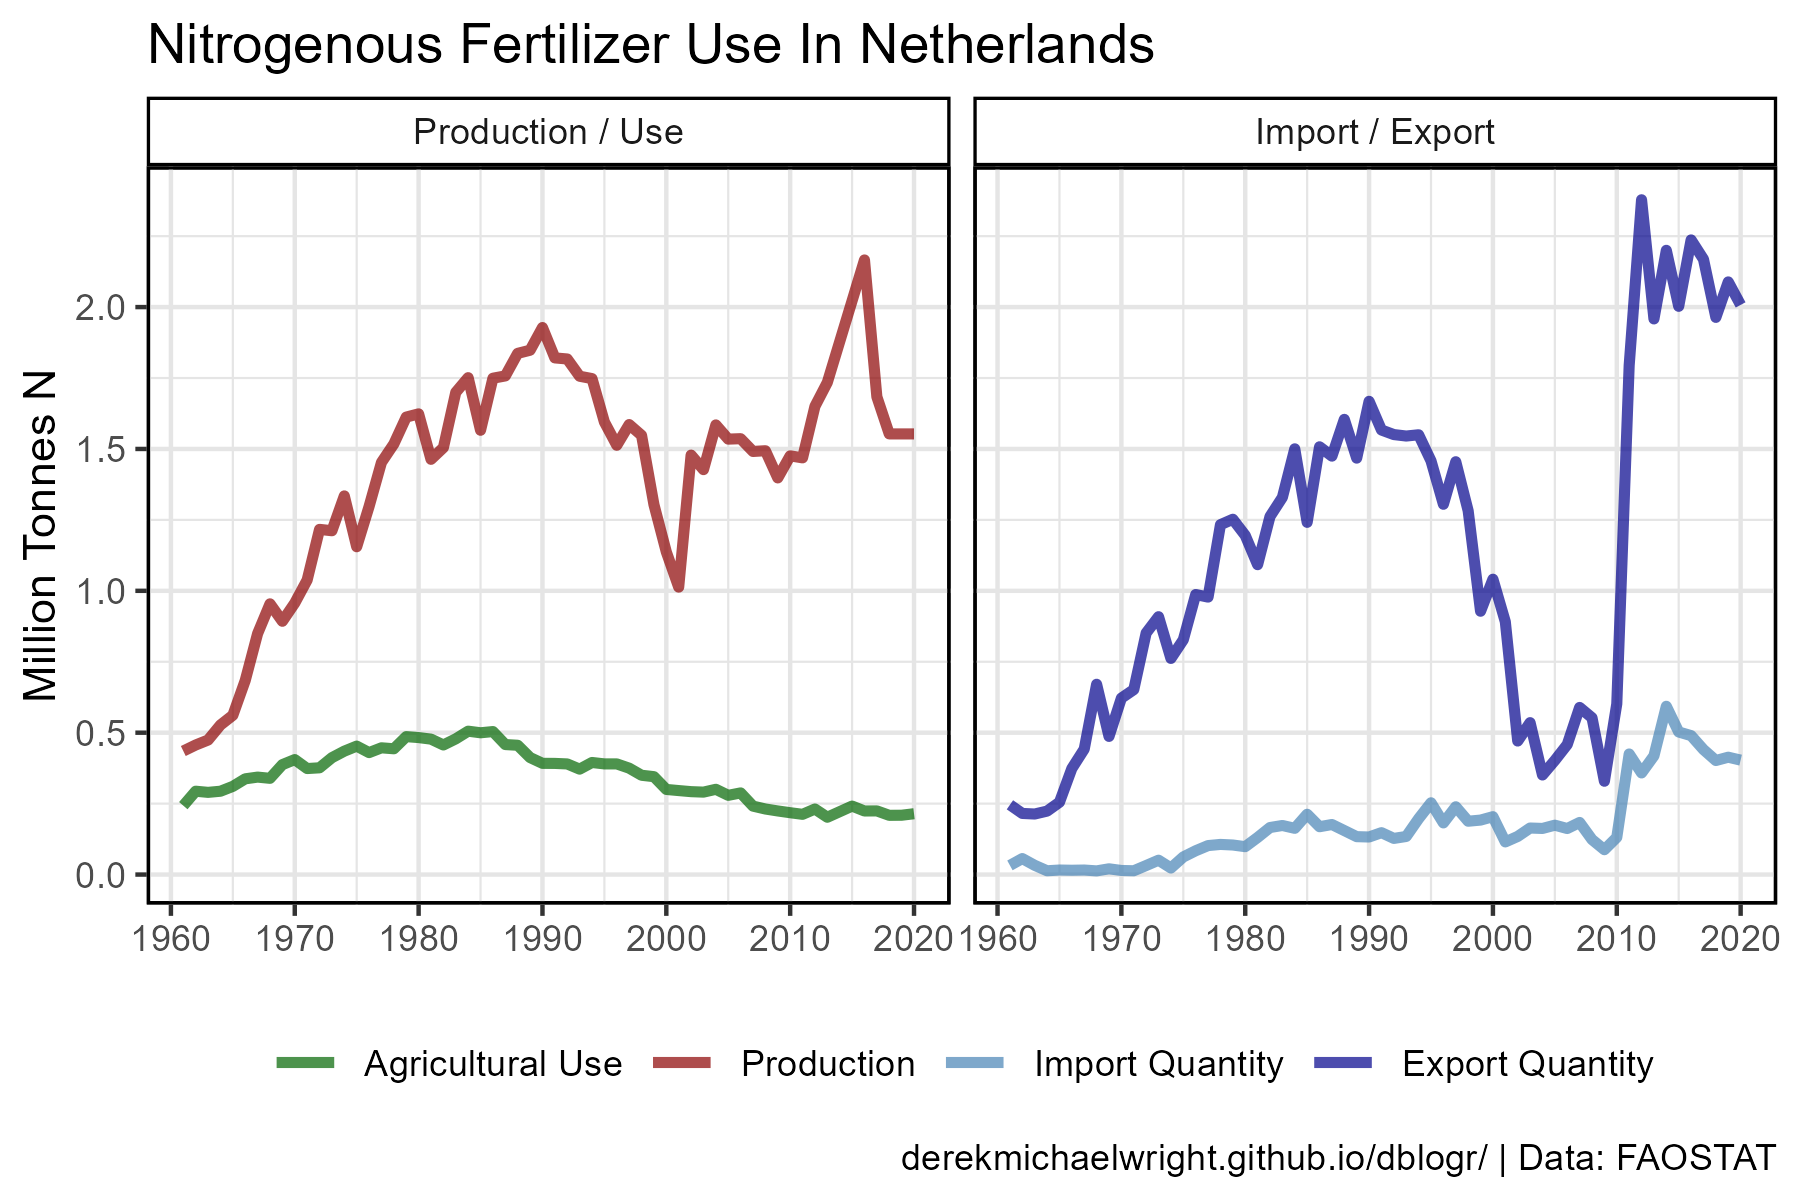 Nitrogenous Fertilizer Use In Netherlands
Production / Use
Import / Export
Million Tonnes N
2.0
1.5
1.0
0.5
0.0
1960 1970 1980 1990 2000 2010 2020
1960 1970 1980 1990 2000 2010 2020
Agricultural Use Production Import Quantity Export Quantity
derekmichaelwright.github.io/dblogr/ | Data: FAOSTAT